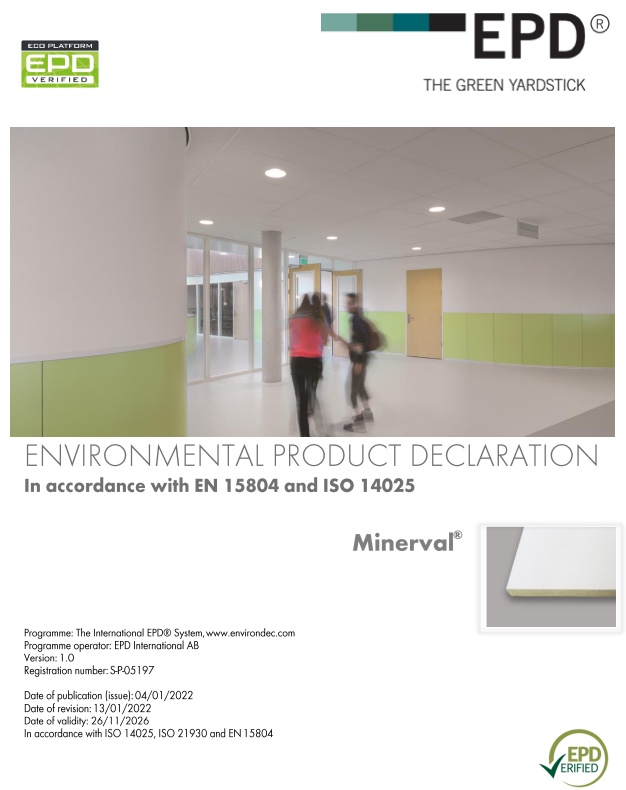 ECO PLATFORM
EPD
VERIFIED
EPD®
THE GREEN YARDSTICK
ENVIRONMENTAL PRODUCT DECLARATION
In accordance with EN 15804 and ISO 14025
Minerval®
Programme: The International EPD® System, www.environdec.com
Programme operator: EPD International AB
Version: 1.0
Registration number: S-P-05197
Date of publication (issue): 04/01/2022
Date of revision: 13/01/2022
Date of validity: 26/11/2026
In accordance with ISO 14025, ISO 21930 and EN 15804
EPD
ERIFIED